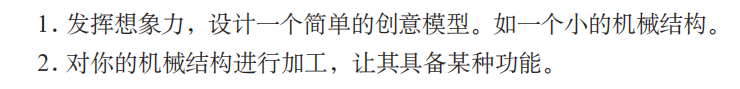 1. 发挥想象力，设计一个简单的创意模型。如一个小的机械结构。
2. 对你的机械结构进行加工，让其具备某种功能。